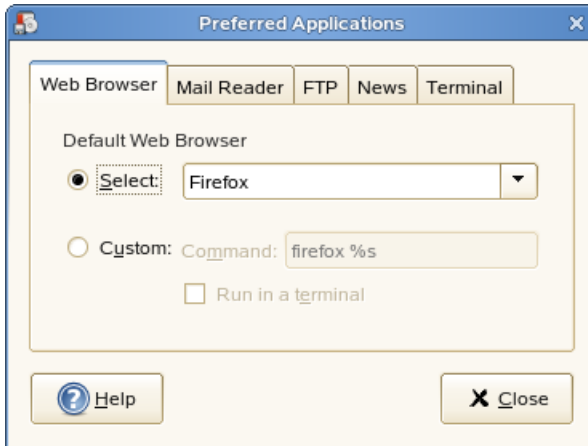 Preferred Applications
Web Browser Mail Reader FTP News Terminal
Default Web Browser
Select: Firefox
Custom: Command: firefox %s
Run in a terminal
Help Close